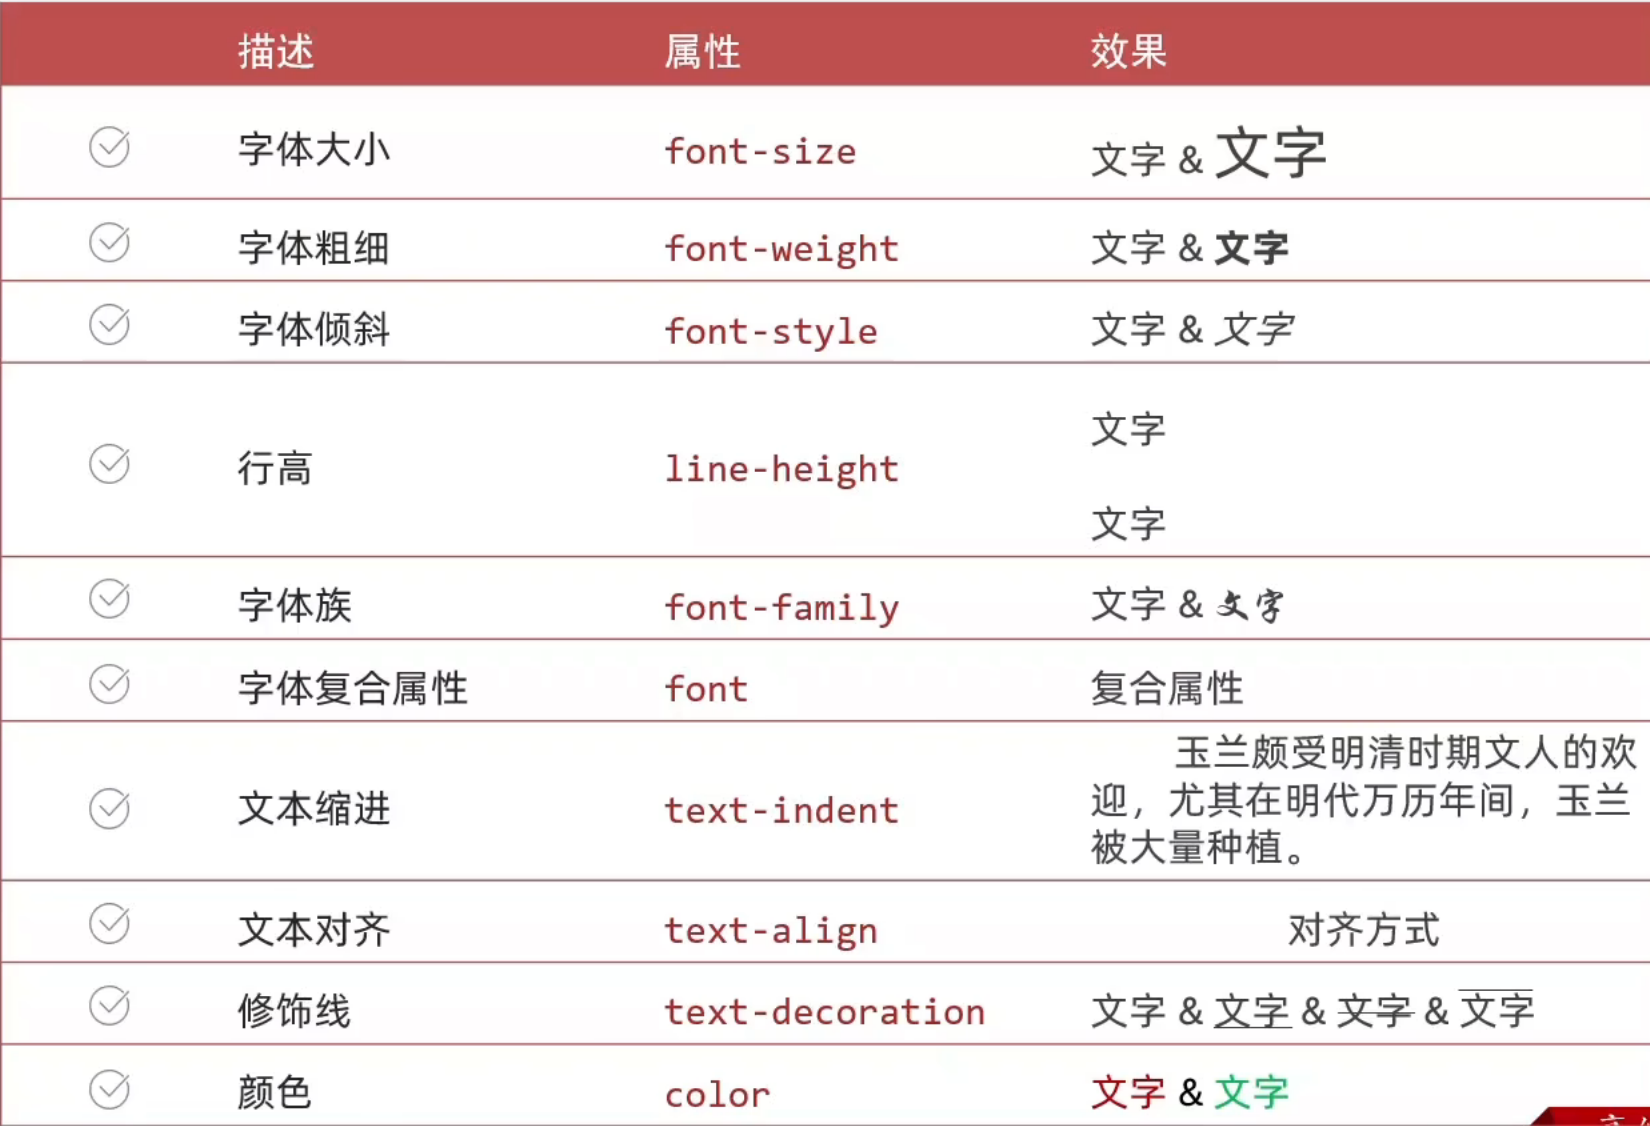 描述 属性 效果
字体大小 font-size 文字 & 文字
字体粗细 font-weight 文字 & 文字
字体倾斜 font-style 文字 & 文字
文字
行高 line-height
文字
字体族 font-family 文字 & 文字
字体复合属性 font 复合属性
玉兰颇受明清时期文人的欢
文本缩进 text-indent 迎，尤其在明代万历年间，玉兰
被大量种植。
文本对齐 text-align 对齐方式
修饰线 text-decoration 文字 & 文字 & 文字 & 文字
颜色 color 文字 & 文字